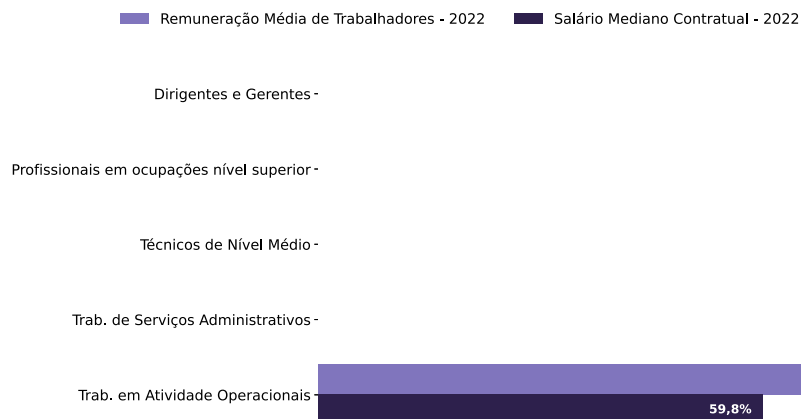 Remuneração Média de Trabalhadores - 2022
Salário Mediano Contratual - 2022
Dirigentes e Gerentes
Profissionais em ocupações nível superior
Técnicos de Nível Médio
Trab. de Serviços Administrativos
Trab. em Atividade Operacionais
59,8%